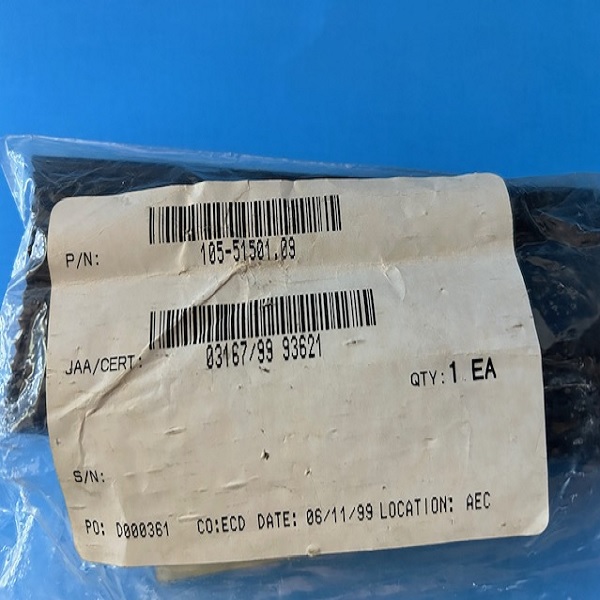 P/N: 105-51501.09
JAA/CERT: 03167/99 93621
QTY: 1 EA
S/N:
PO: D000361 CO:ECD DATE: 06/11/99 LOCATION: AEC